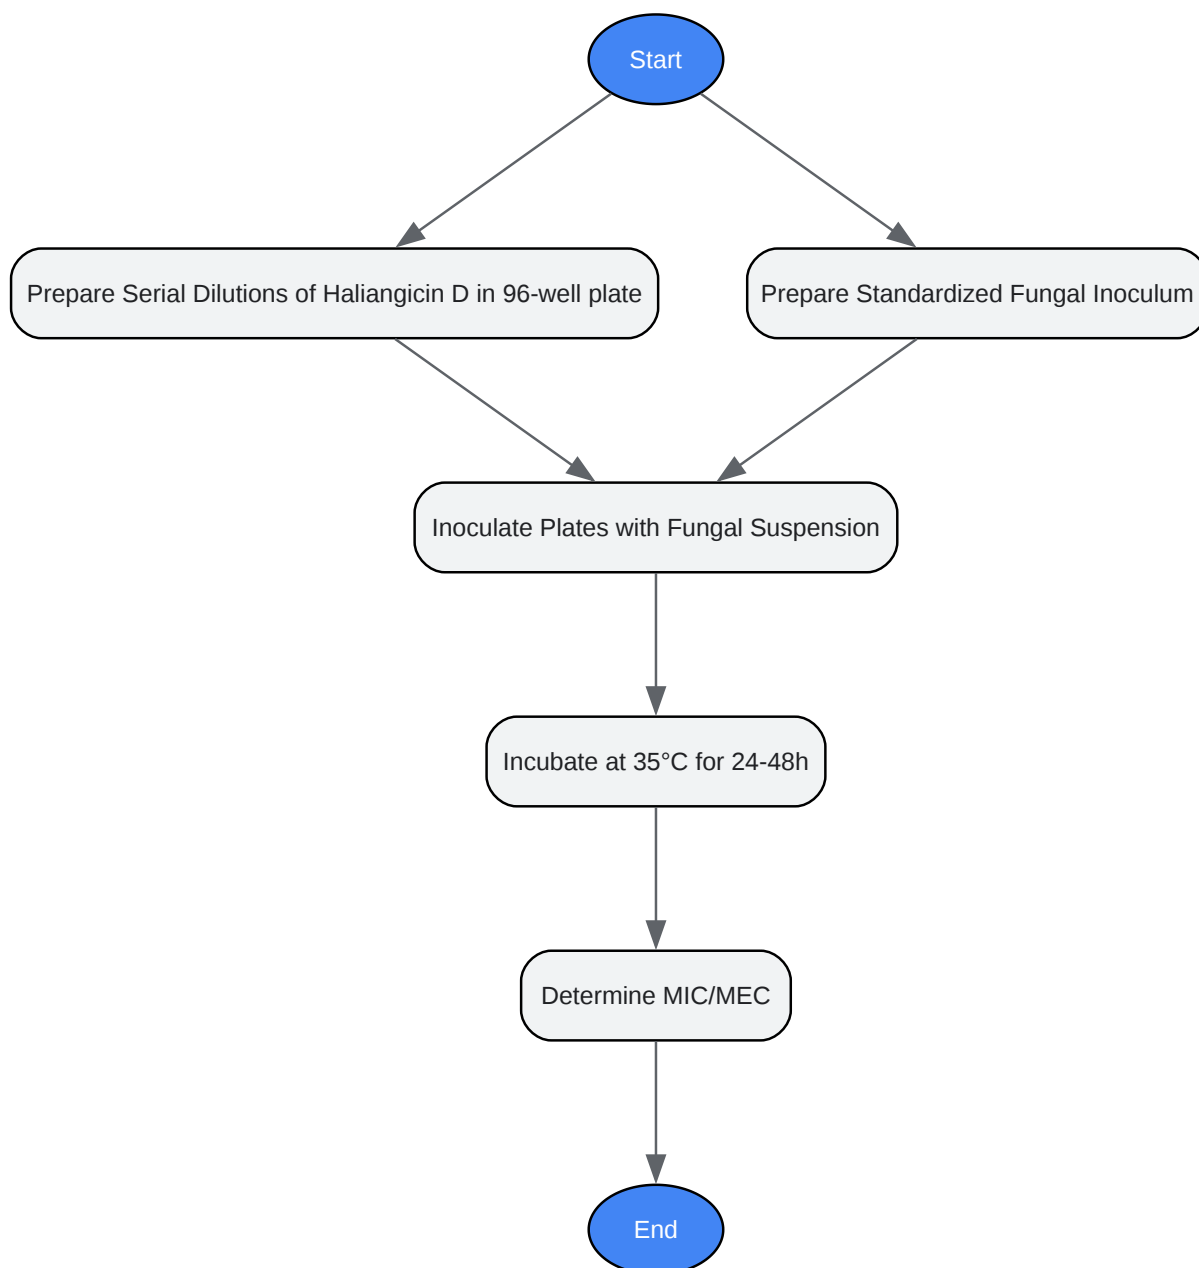 Start
Prepare Serial Dilutions of Haliangicin D in 96-well plate
Prepare Standardized Fungal Inoculum
Inoculate Plates with Fungal Suspension
Incubate at 35°C for 24-48h
Determine MIC/MEC
End